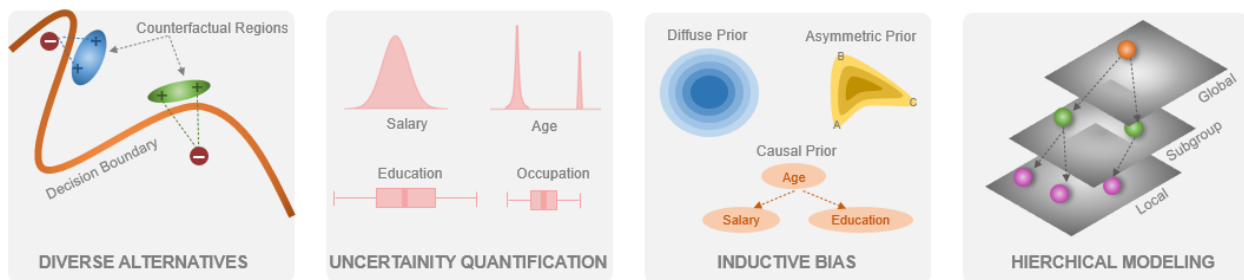 Counterfactual Regions
Decision Boundary
DIVERSE ALTERNATIVES
Salary
Age
Education
Occupation
UNCERTAINITY QUANTIFICATION
Diffuse Prior
Asymmetric Prior
B
C
A
Causal Prior
Age
Salary
Education
INDUCTIVE BIAS
Global
Subgroup
Local
HIERCHICAL MODELING